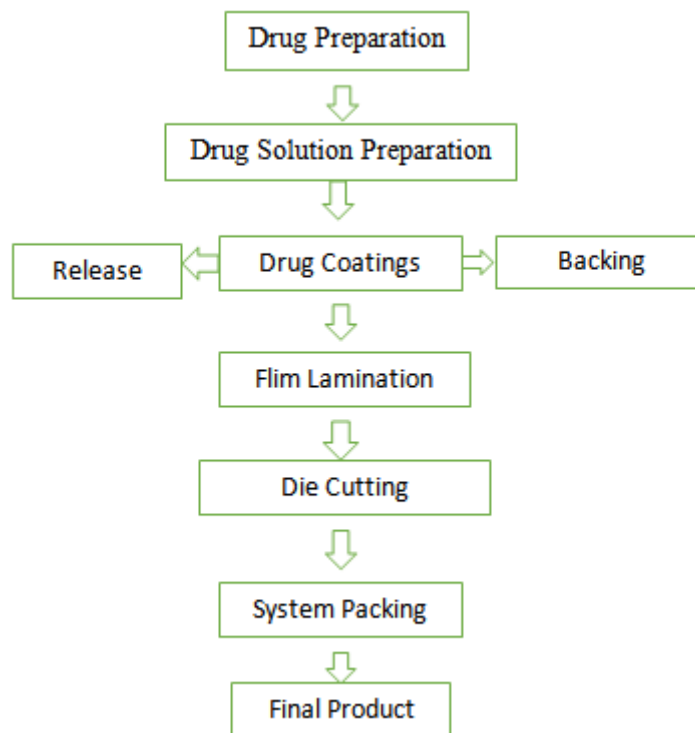 Drug Preparation
Drug Solution Preparation
Release
Drug Coatings
Backing
Flim Lamination
Die Cutting
System Packing
Final Product